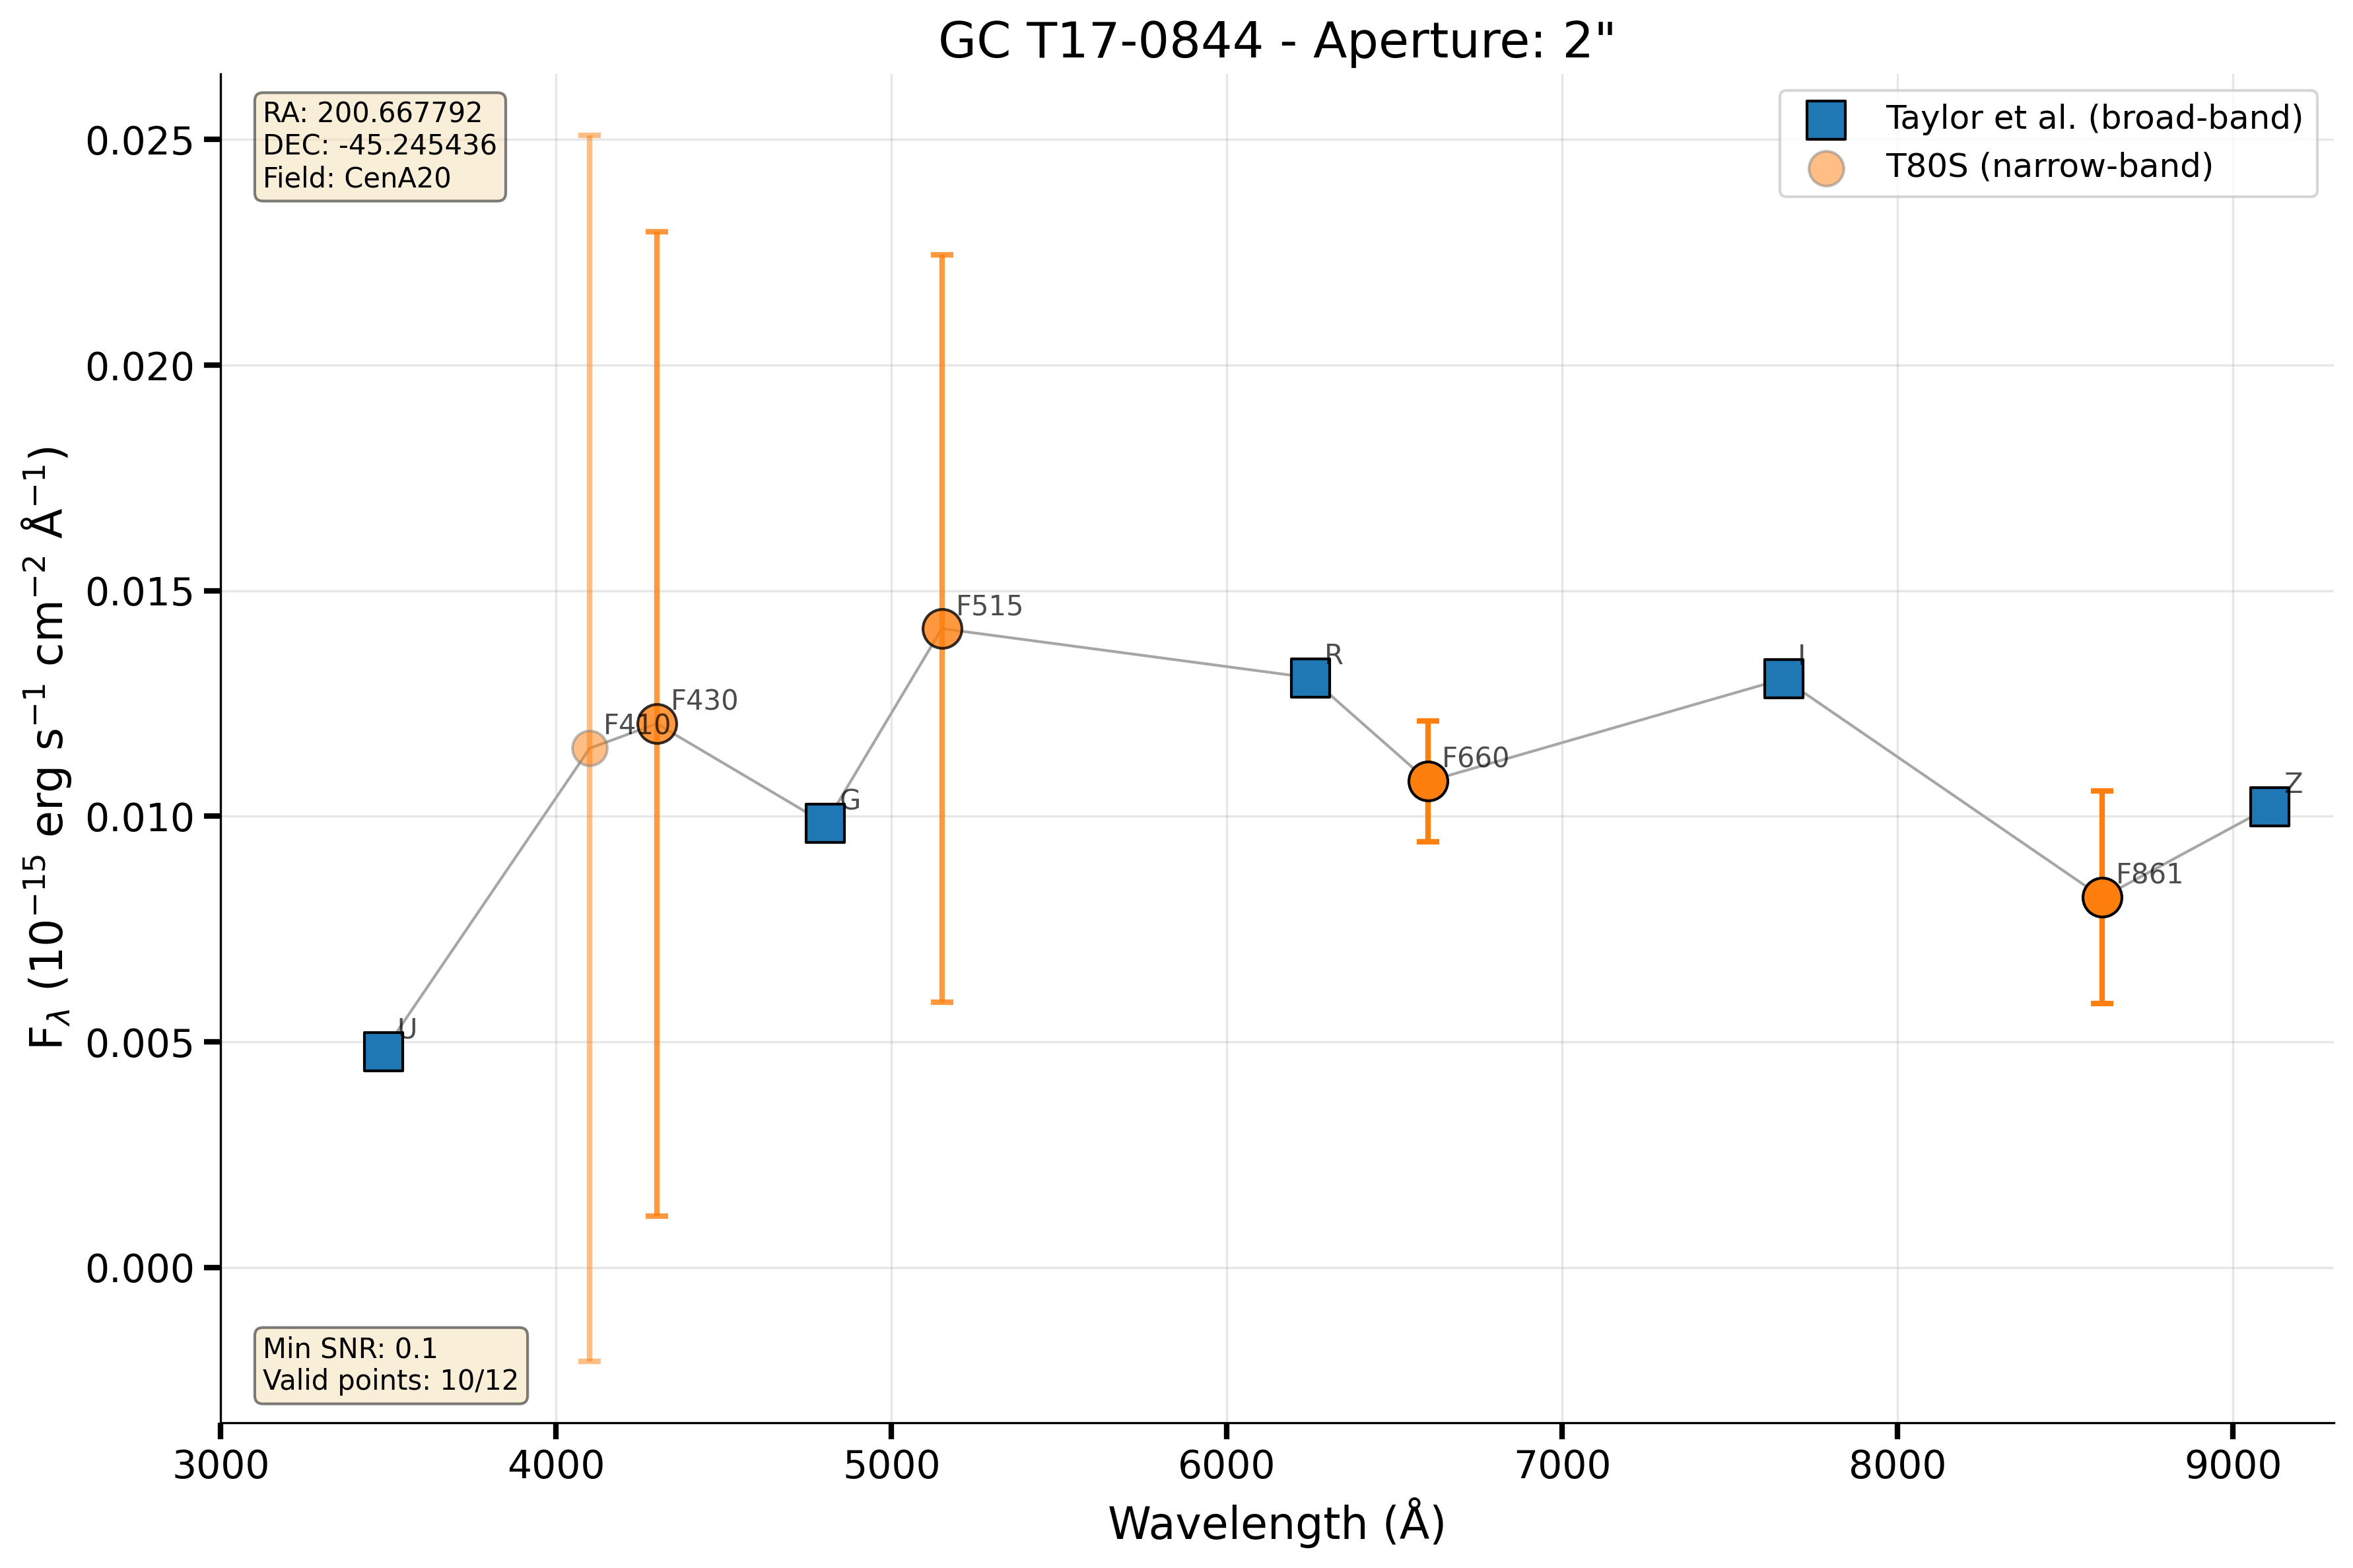 GC T17-0844 - Aperture: 2"
RA: 200.667792
DEC: -45.245436
Field: CenA20
Taylor et al. (broad-band)
T80S (narrow-band)
0.025
0.020
0.015
0.010
0.005
0.000
F_λ (10⁻¹⁵ erg s⁻¹ cm⁻² Å⁻¹)
U
F410
F430
G
F515
R
F660
I
F861
Z
Min SNR: 0.1
Valid points: 10/12
3000 4000 5000 6000 7000 8000 9000
Wavelength (Å)